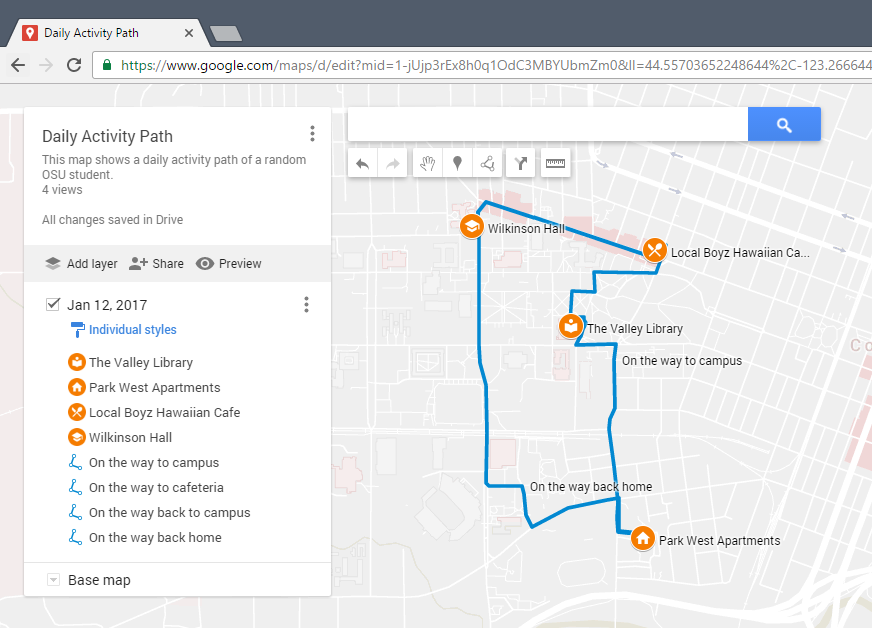 Daily Activity Path
https://www.google.com/maps/d/edit?mid=1-jUjp3rEx8h0q1OdC3MBYUbmZm0&ll=44.55703652248644%2C-123.266644
Daily Activity Path
This map shows a daily activity path of a random
OSU student.
4 views
All changes saved in Drive
Add layer
Share
Preview
Jan 12, 2017
Individual styles
The Valley Library
Park West Apartments
Local Boyz Hawaiian Cafe
Wilkinson Hall
On the way to campus
On the way to cafeteria
On the way back to campus
On the way back home
Base map
Wilkinson Hall
Local Boyz Hawaiian Ca...
The Valley Library
On the way to campus
Co
On the way back home
Park West Apartments